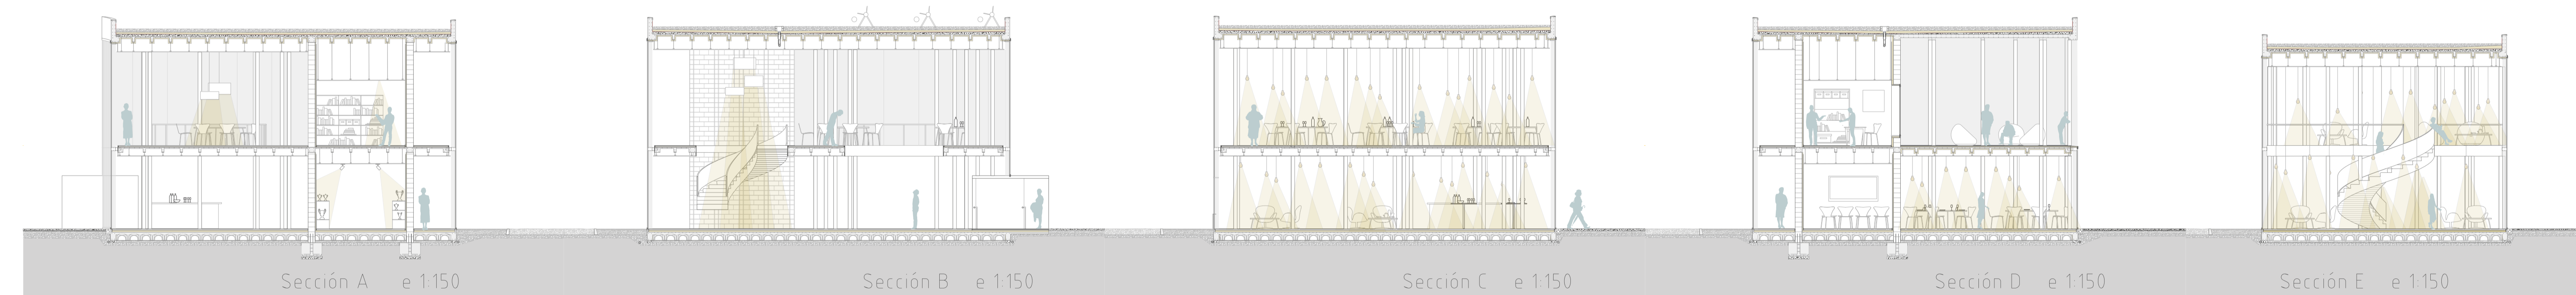 Sección A e 1:150
Sección B e 1:150
Sección C e 1:150
Sección D e 1:150
Sección E e 1:150